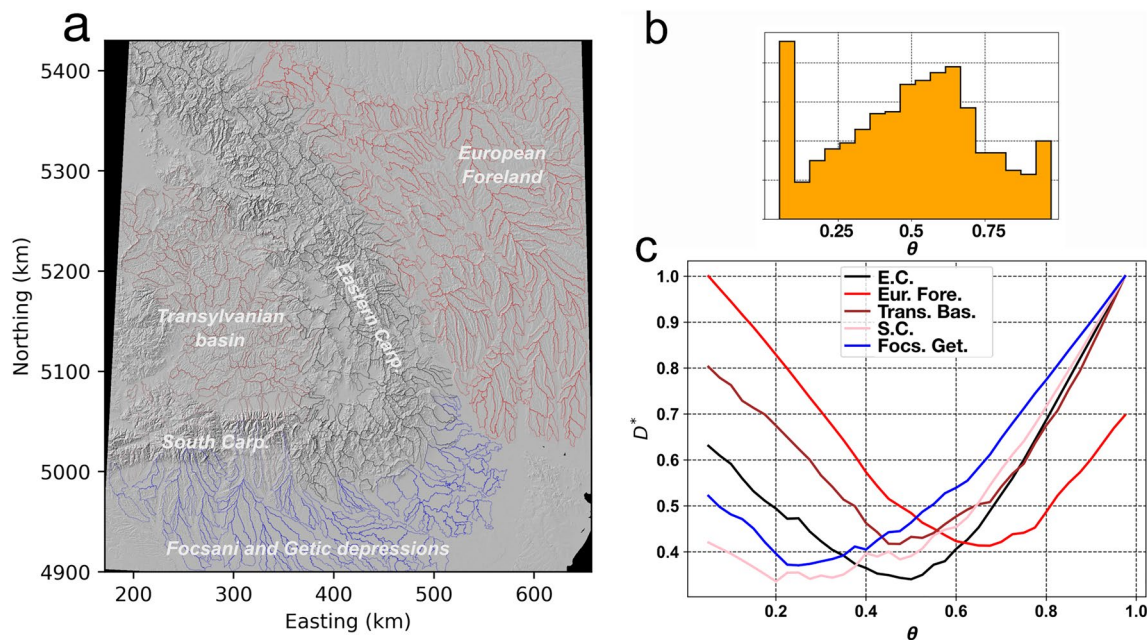 a
5400
5300
5200
5100
5000
4900
Northing (km)
200
300
400
500
600
Easting (km)
European
Foreland
Eastern Carp.
Transylvanian
basin
South Carp.
Focsani and Getic depressions
b
0.25
0.50
0.75
θ
c
1.0
0.9
0.8
0.7
0.6
0.5
0.4
D*
E.C.
Eur. Fore.
Trans. Bas.
S.C.
Focs. Get.
0.2
0.4
0.6
0.8
1.0
θ